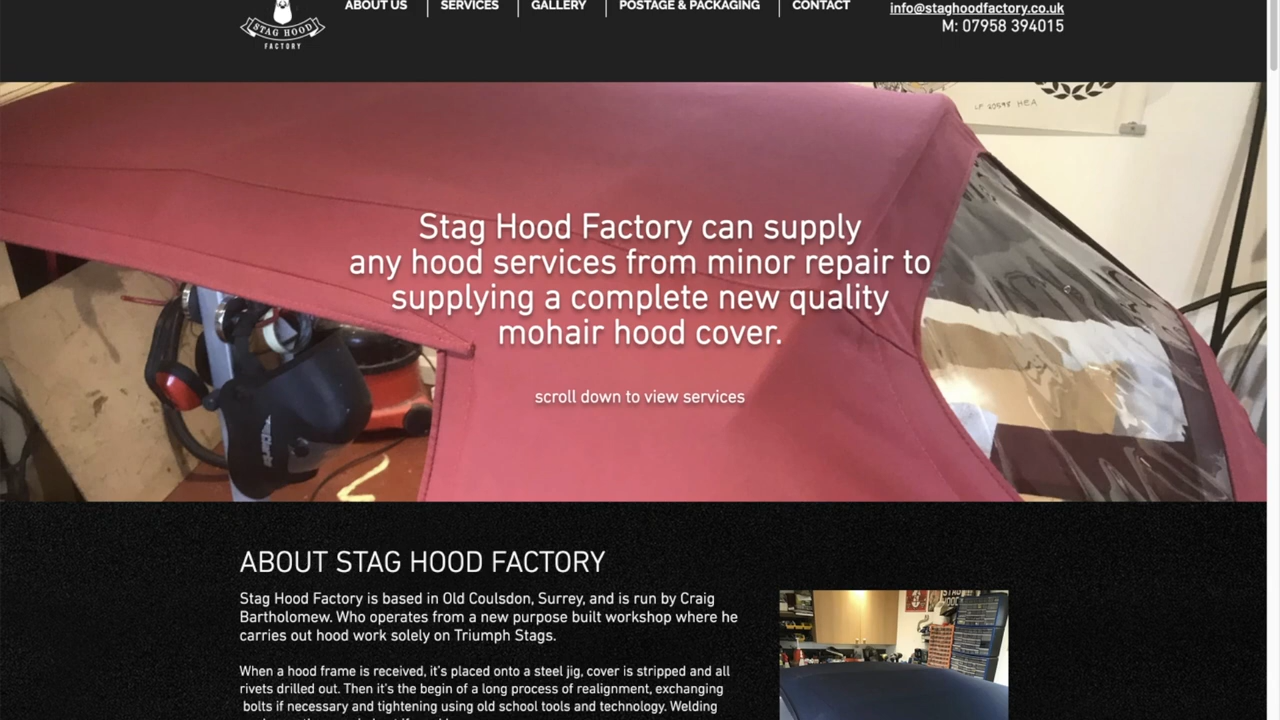 ABOUT US
SERVICES
GALLERY
POSTAGE & PACKAGING
CONTACT
info@staghoodfactory.co.uk
M: 07958 394015
STAG HOOD
FACTORY
LF 20598 HEA
Stag Hood Factory can supply
any hood services from minor repair to
supplying a complete new quality
mohair hood cover.
scroll down to view services
Clarke
ABOUT STAG HOOD FACTORY
Stag Hood Factory is based in Old Coulsdon, Surrey, and is run by Craig
Bartholomew. Who operates from a new purpose built workshop where he
carries out hood work solely on Triumph Stags.
When a hood frame is received, it's placed onto a steel jig, cover is stripped and all
rivets drilled out. Then it's the begin of a long process of realignment, exchanging
bolts if necessary and tightening using old school tools and technology. Welding